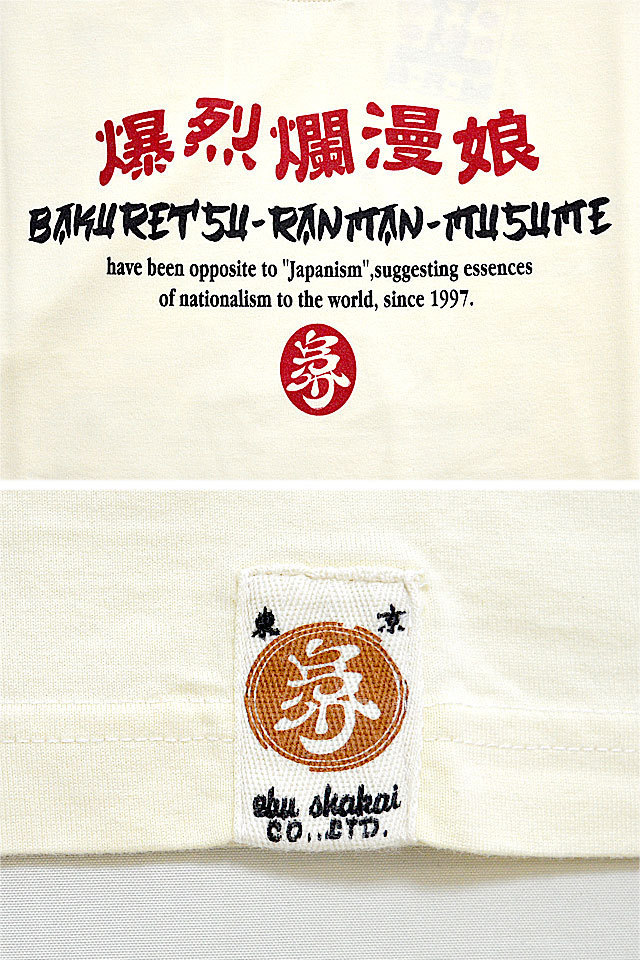 爆烈爛漫娘
BAKURETSU-RANMAN-MUSUME
have been opposite to "Japanism",suggesting essences
of nationalism to the world, since 1997.
東 京
ebu shakai
CO.,LTD.